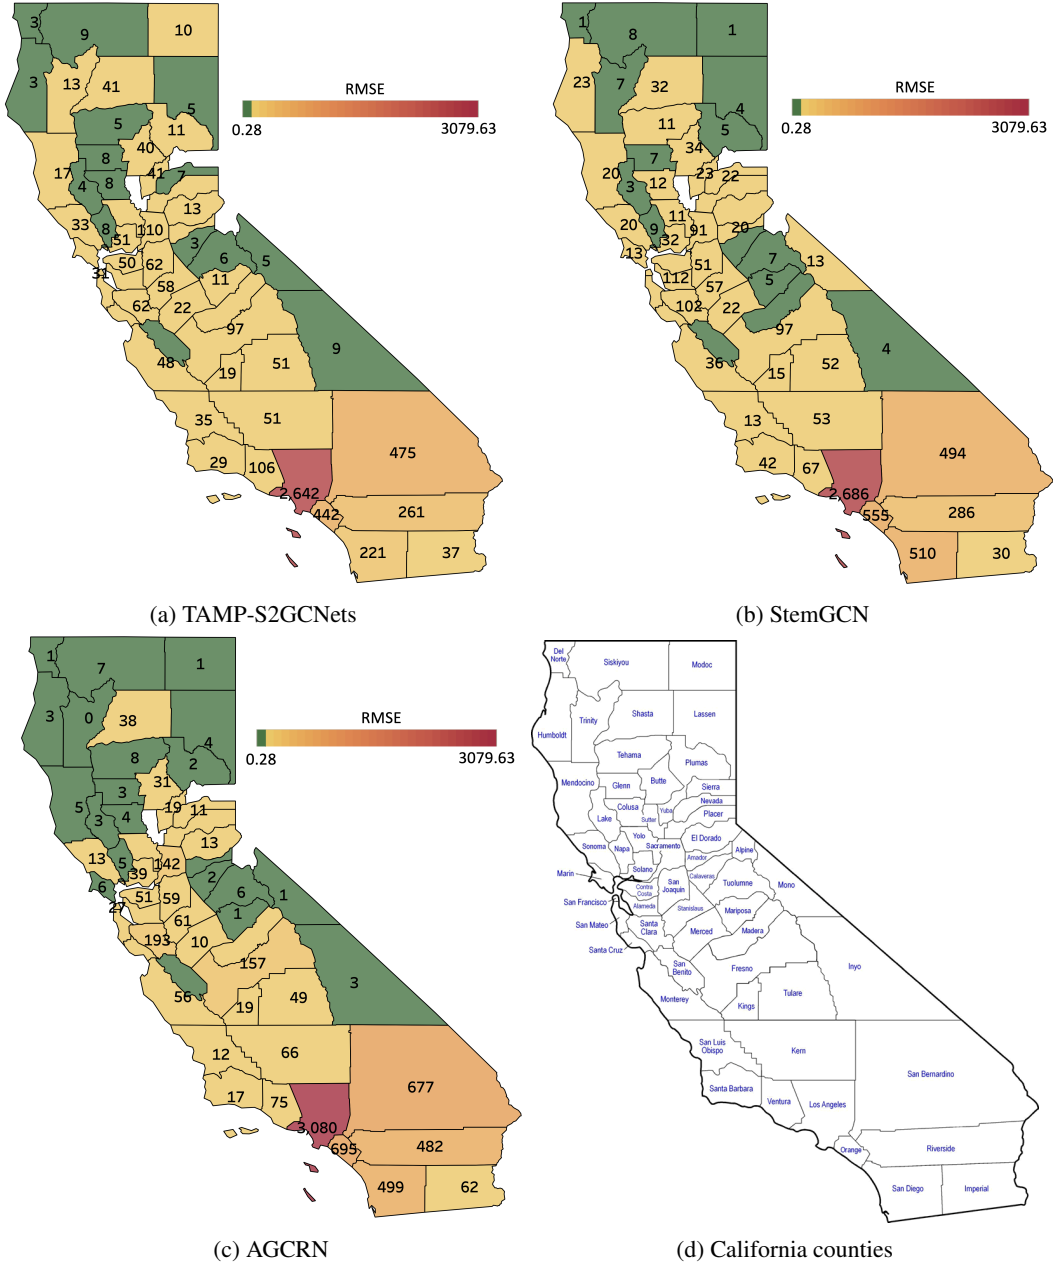 3
9
10
3
13
41
5
5
11
40
8
17
4
8
41
7
13
33
8
51
110
3
6
5
31
50
62
58
11
62
22
97
48
19
51
9
35
51
475
29
106
2,642
442
261
221
37
RMSE
0.28
3079.63
(a) TAMP-S2GCNets
1
8
1
23
7
32
4
11
5
34
7
20
3
12
23
22
11
20
9
32
91
20
13
7
13
51
112
57
5
102
22
97
36
15
52
4
13
53
494
42
67
2,686
555
286
510
30
RMSE
0.28
3079.63
(b) StemGCN
1
7
1
3
0
38
4
8
2
31
3
5
3
4
19
11
13
13
5
39
142
6
2
6
1
27
51
59
61
1
193
10
157
56
19
49
3
12
66
677
17
75
3,080
695
482
499
62
RMSE
0.28
3079.63
(c) AGCRN
Del
Norte
Siskiyou
Modoc
Humboldt
Trinity
Shasta
Lassen
Tehama
Plumas
Mendocino
Glenn
Butte
Sierra
Nevada
Placer
Colusa
Yuba
Sutter
Lake
El Dorado
Sonoma
Napa
Yolo
Sacramento
Alpine
Amador
Marin
Solano
Calaveras
Contra
Costa
San
Joaquin
Tuolumne
Mono
San Francisco
Alameda
Stanislaus
Mariposa
San Mateo
Santa
Clara
Merced
Madera
Santa Cruz
San
Benito
Fresno
Inyo
Monterey
Kings
Tulare
San Luis
Obispo
Kern
San Bernardino
Santa Barbara
Ventura
Los Angeles
Orange
Riverside
San Diego
Imperial
(d) California counties